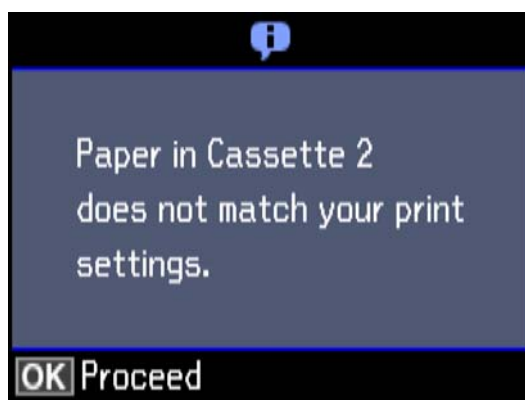 Paper in Cassette 2
does not match your print
settings.
OK Proceed